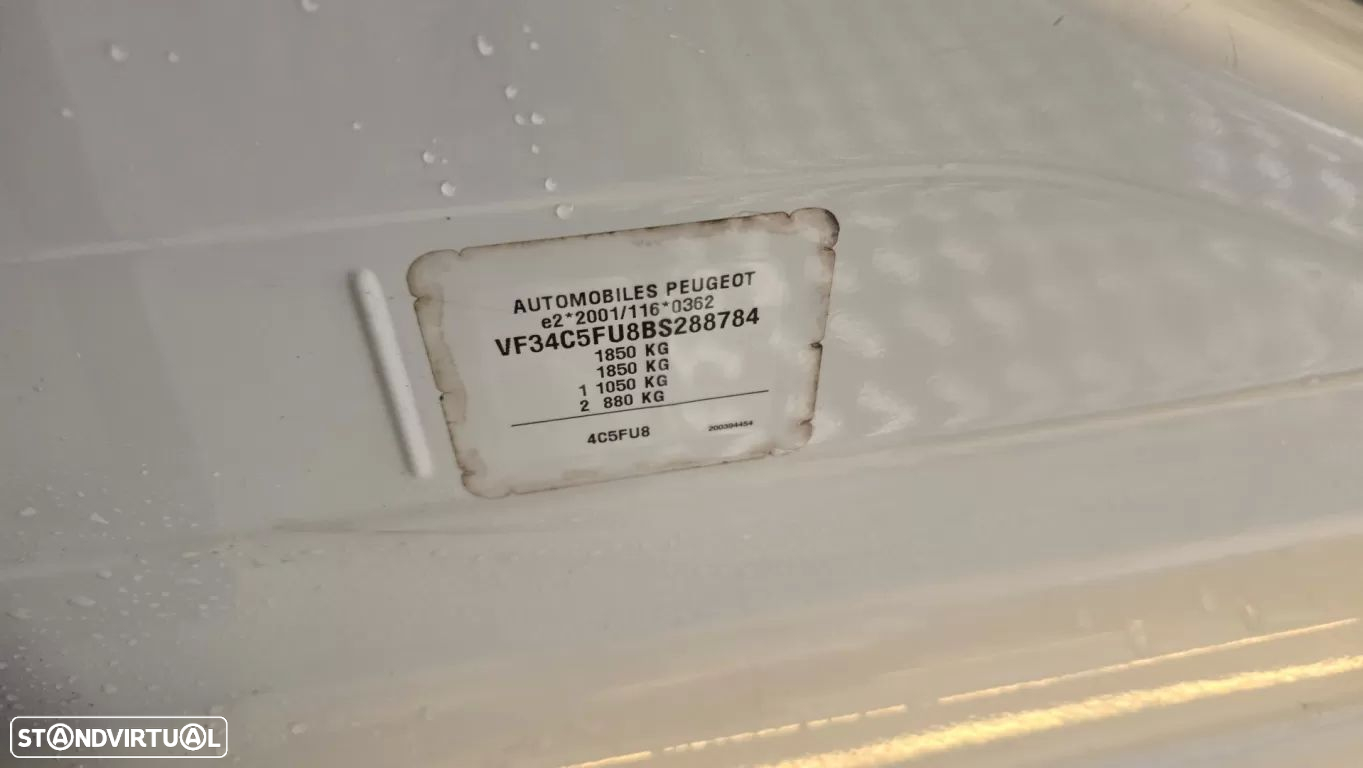 AUTOMOBILES PEUGEOT
e2*2001/116*0362
VF34C5FU8BS288784
1850 KG
1850 KG
1 1050 KG
2 880 KG
4C5FU8 200394454
STANDVIRTUAL